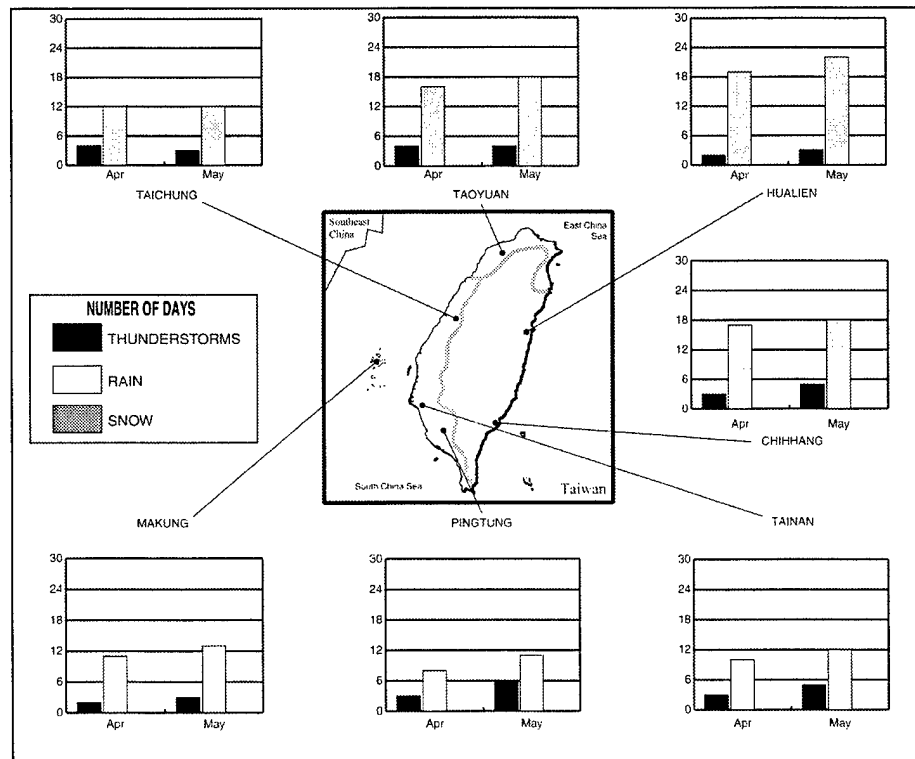 30
24
18
12
6
0
Apr
May
TAICHUNG
30
24
18
12
6
0
Apr
May
TAOYUAN
30
24
18
12
6
0
Apr
May
HUALIEN
Southeast
China
East China
Sea
South China Sea
Taiwan
NUMBER OF DAYS
THUNDERSTORMS
RAIN
SNOW
30
24
18
12
6
0
Apr
May
CHIHHANG
MAKUNG
PINGTUNG
TAINAN
30
24
18
12
6
0
Apr
May
30
24
18
12
6
0
Apr
May
30
24
18
12
6
0
Apr
May